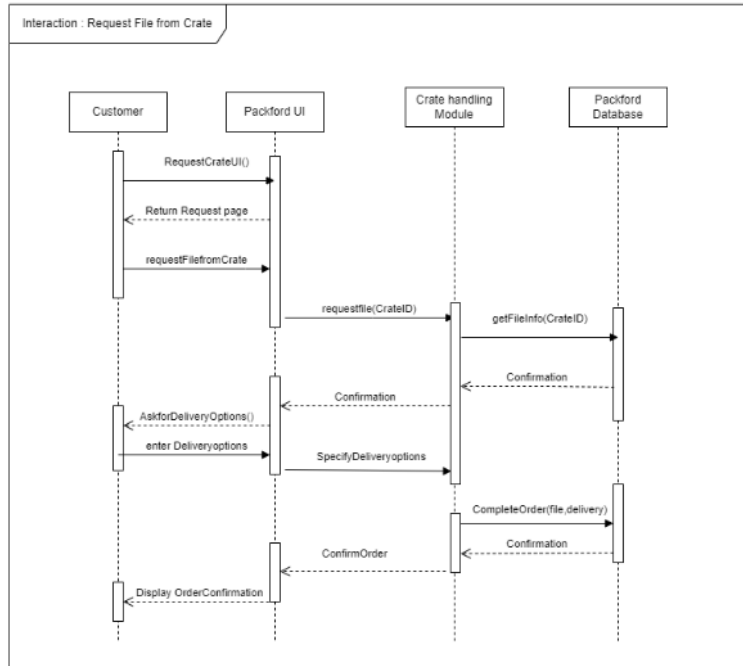 Interaction : Request File from Crate
Customer
Packford UI
Crate handling
Module
Packford
Database
RequestCrateUI()
Return Request page
requestFilefromCrate
requestfile(CrateID)
getFileInfo(CrateID)
Confirmation
Confirmation
AskforDeliveryOptions()
enter Deliveryoptions
SpecifyDeliveryoptions
CompleteOrder(file,delivery)
Confirmation
ConfirmOrder
Display OrderConfirmation